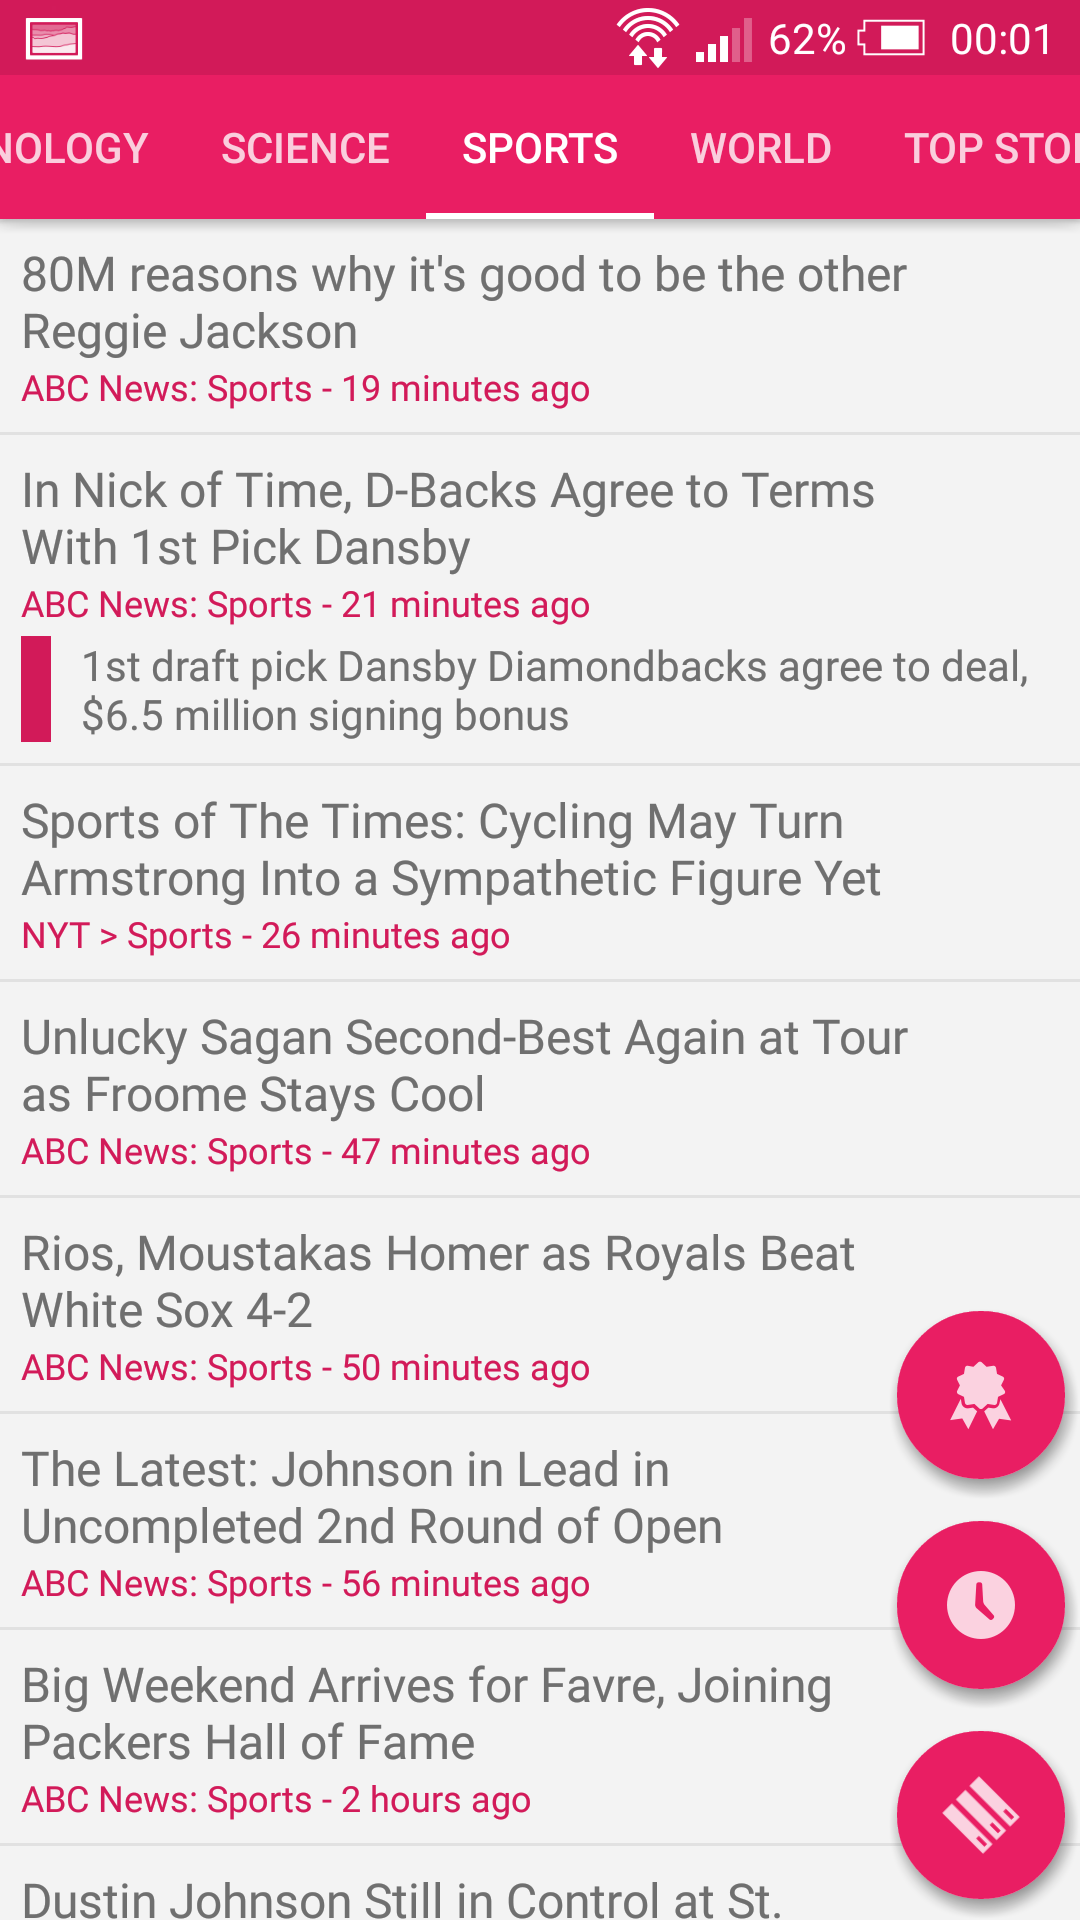 62% 00:01
NOLOGY SCIENCE SPORTS WORLD TOP STO
80M reasons why it's good to be the other
Reggie Jackson
ABC News: Sports - 19 minutes ago
In Nick of Time, D-Backs Agree to Terms
With 1st Pick Dansby
ABC News: Sports - 21 minutes ago
1st draft pick Dansby Diamondbacks agree to deal,
$6.5 million signing bonus
Sports of The Times: Cycling May Turn
Armstrong Into a Sympathetic Figure Yet
NYT > Sports - 26 minutes ago
Unlucky Sagan Second-Best Again at Tour
as Froome Stays Cool
ABC News: Sports - 47 minutes ago
Rios, Moustakas Homer as Royals Beat
White Sox 4-2
ABC News: Sports - 50 minutes ago
The Latest: Johnson in Lead in
Uncompleted 2nd Round of Open
ABC News: Sports - 56 minutes ago
Big Weekend Arrives for Favre, Joining
Packers Hall of Fame
ABC News: Sports - 2 hours ago
Dustin Johnson Still in Control at St.